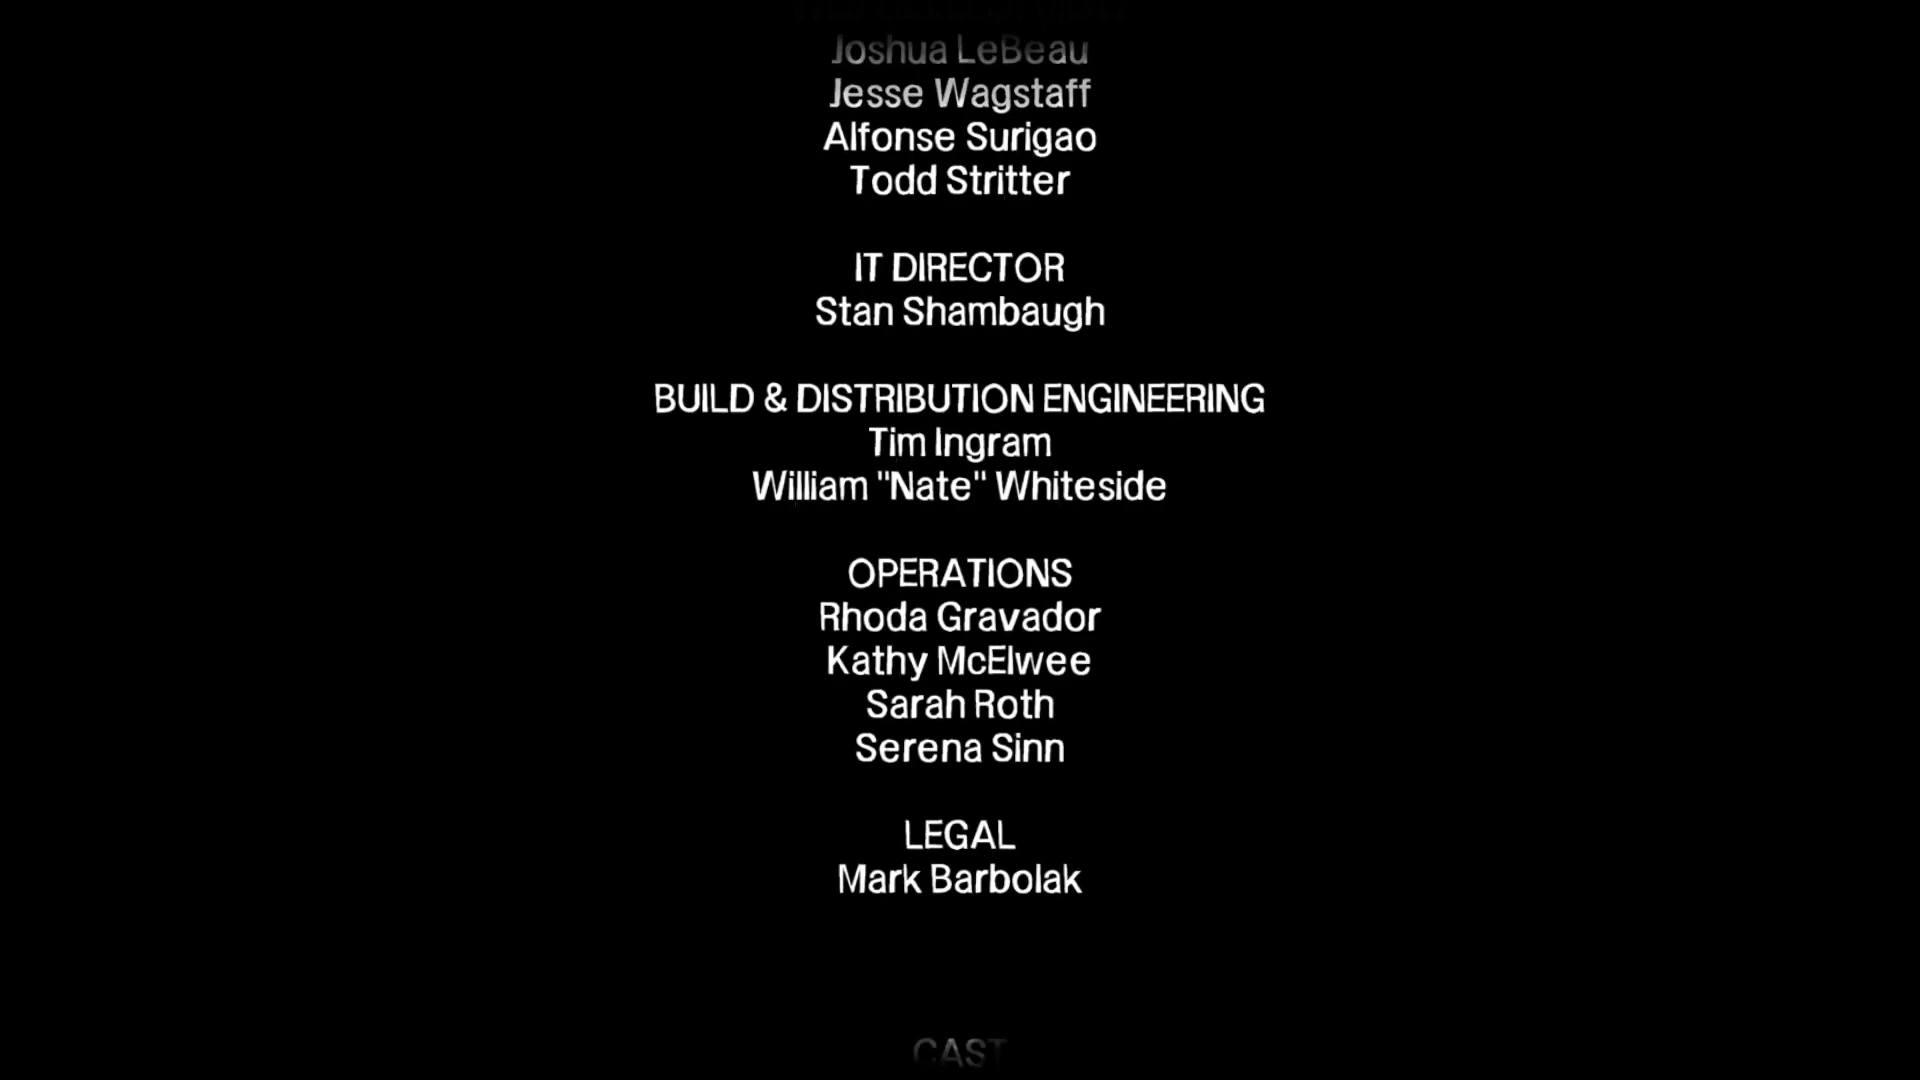 Joshua LeBeau
Jesse Wagstaff
Alfonse Surigao
Todd Stritter
IT DIRECTOR
Stan Shambaugh
BUILD & DISTRIBUTION ENGINEERING
Tim Ingram
William "Nate" Whiteside
OPERATIONS
Rhoda Gravador
Kathy McElwee
Sarah Roth
Serena Sinn
LEGAL
Mark Barbolak
CAST